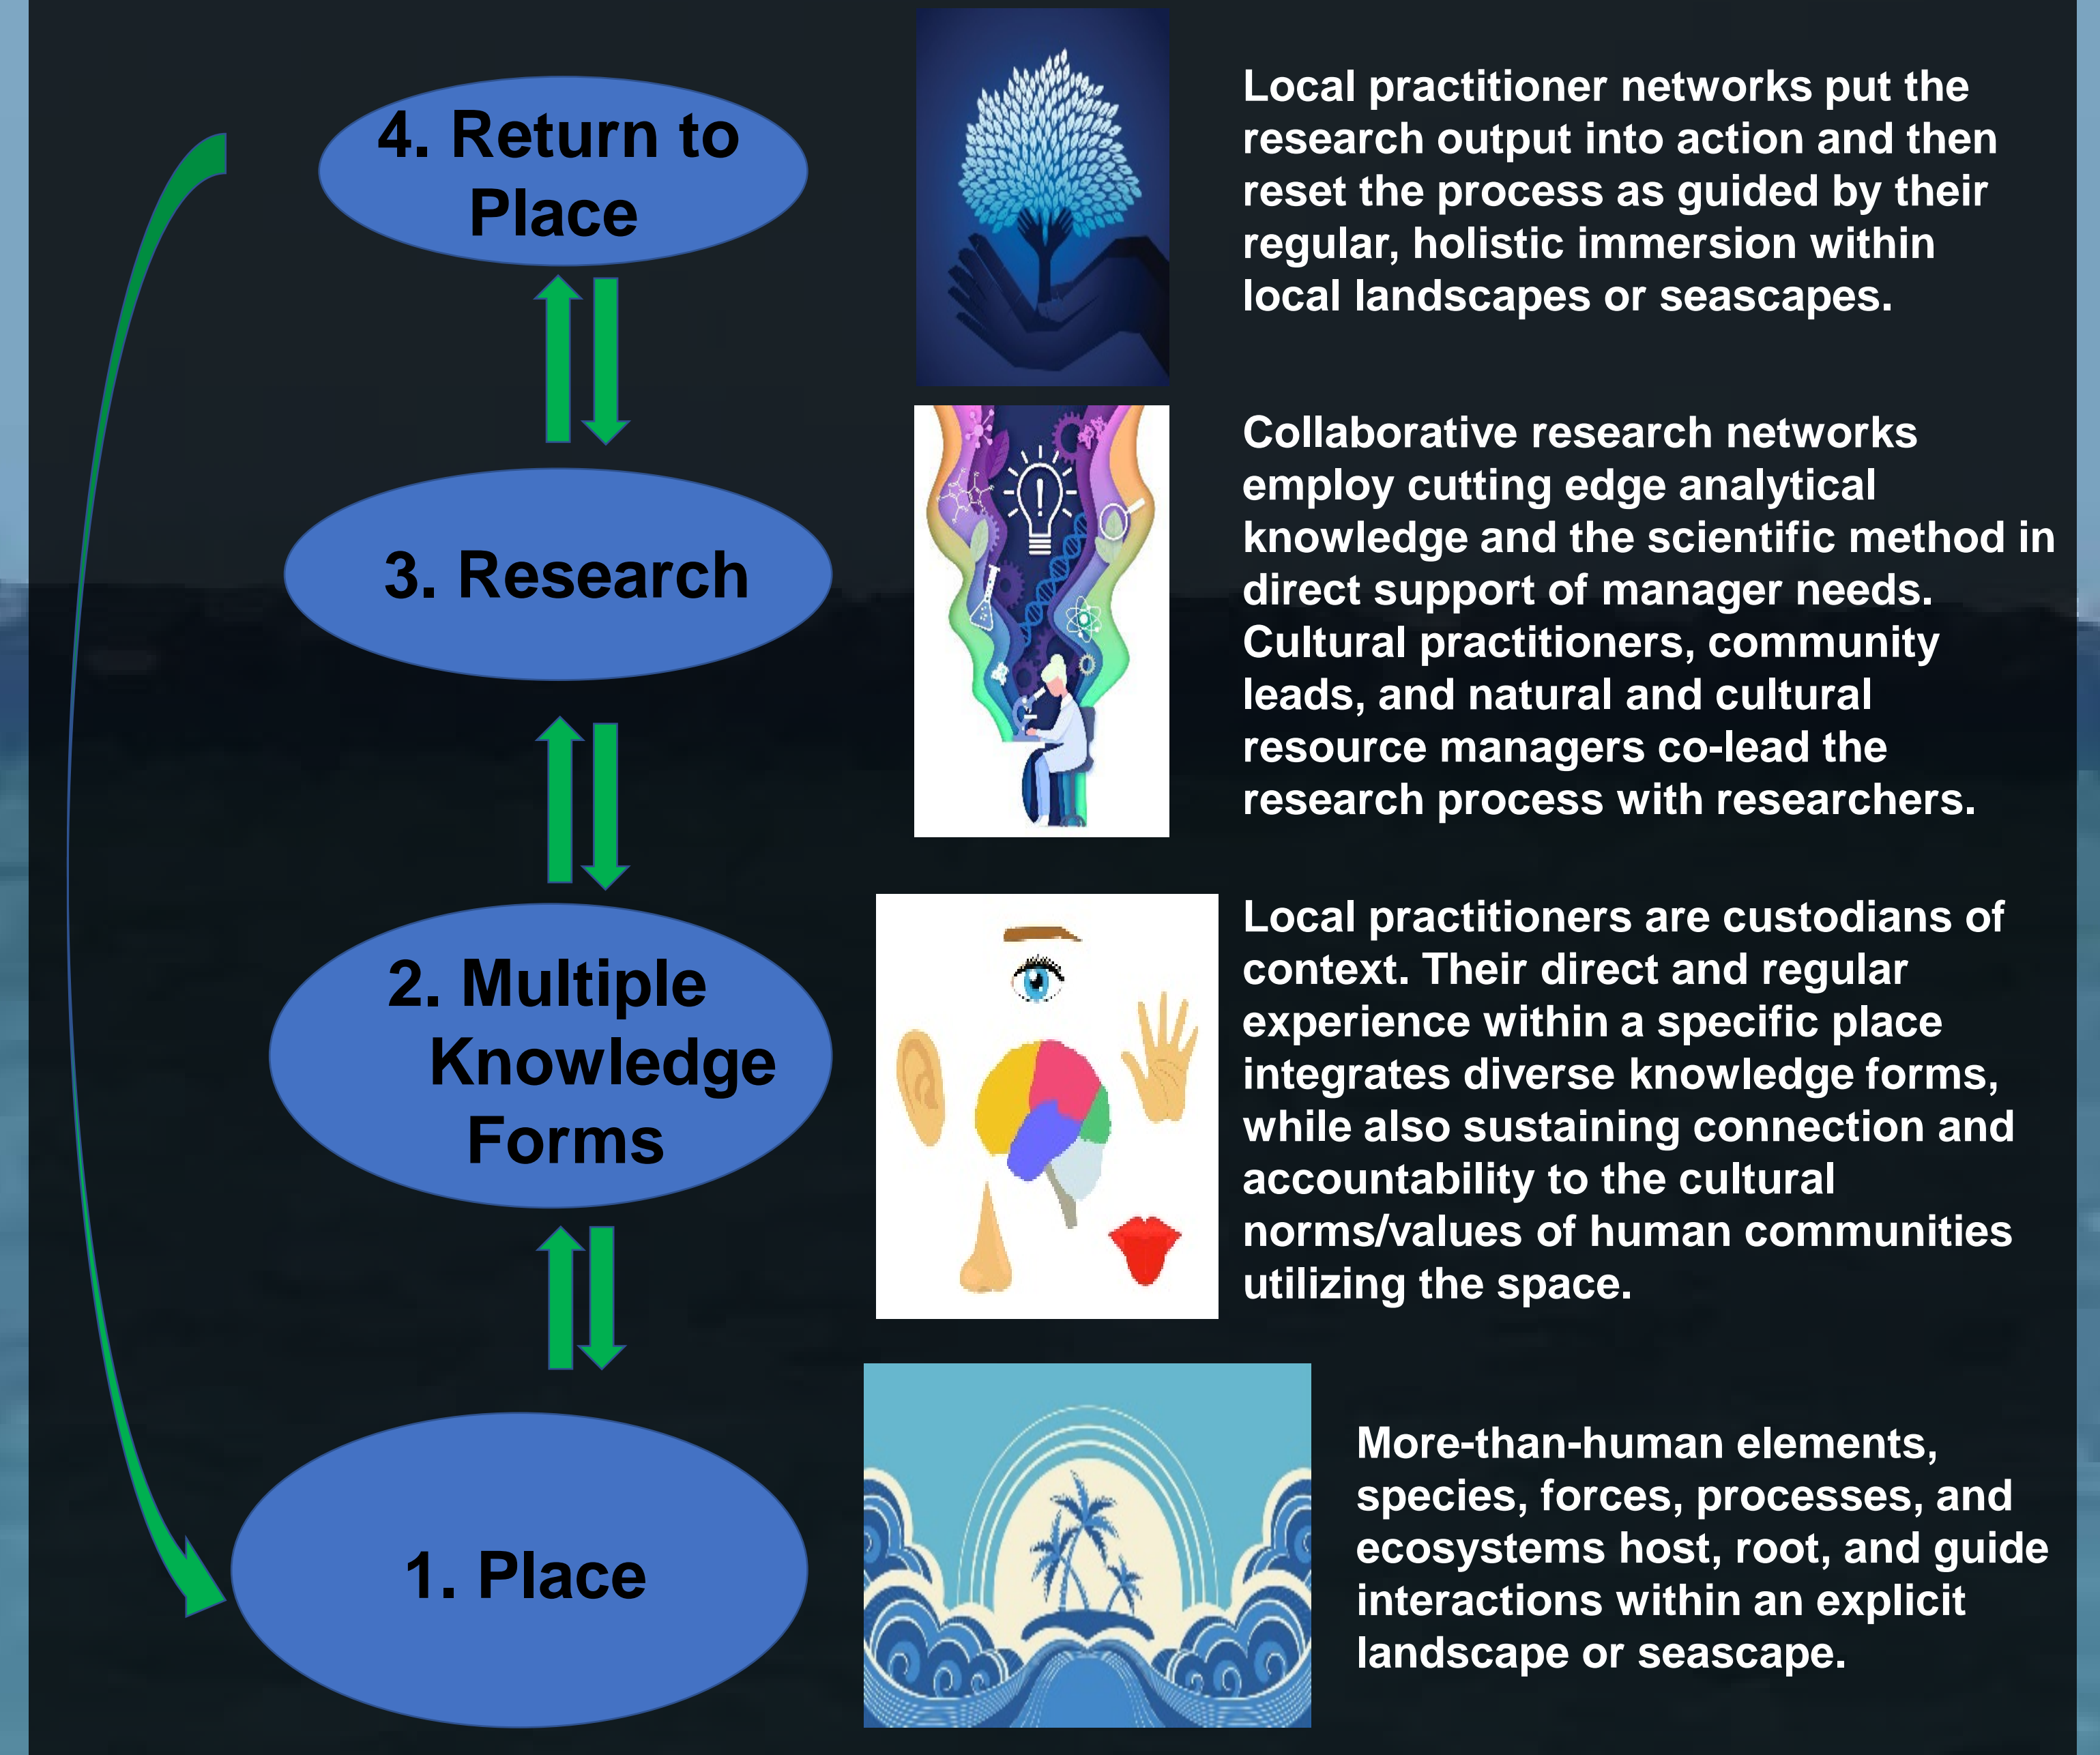 4. Return to
Place
Local practitioner networks put the
research output into action and then
reset the process as guided by their
regular, holistic immersion within
local landscapes or seascapes.
3. Research
Collaborative research networks
employ cutting edge analytical
knowledge and the scientific method in
direct support of manager needs.
Cultural practitioners, community
leads, and natural and cultural
resource managers co-lead the
research process with researchers.
2. Multiple
Knowledge
Forms
Local practitioners are custodians of
context. Their direct and regular
experience within a specific place
integrates diverse knowledge forms,
while also sustaining connection and
accountability to the cultural
norms/values of human communities
utilizing the space.
1. Place
More-than-human elements,
species, forces, processes, and
ecosystems host, root, and guide
interactions within an explicit
landscape or seascape.